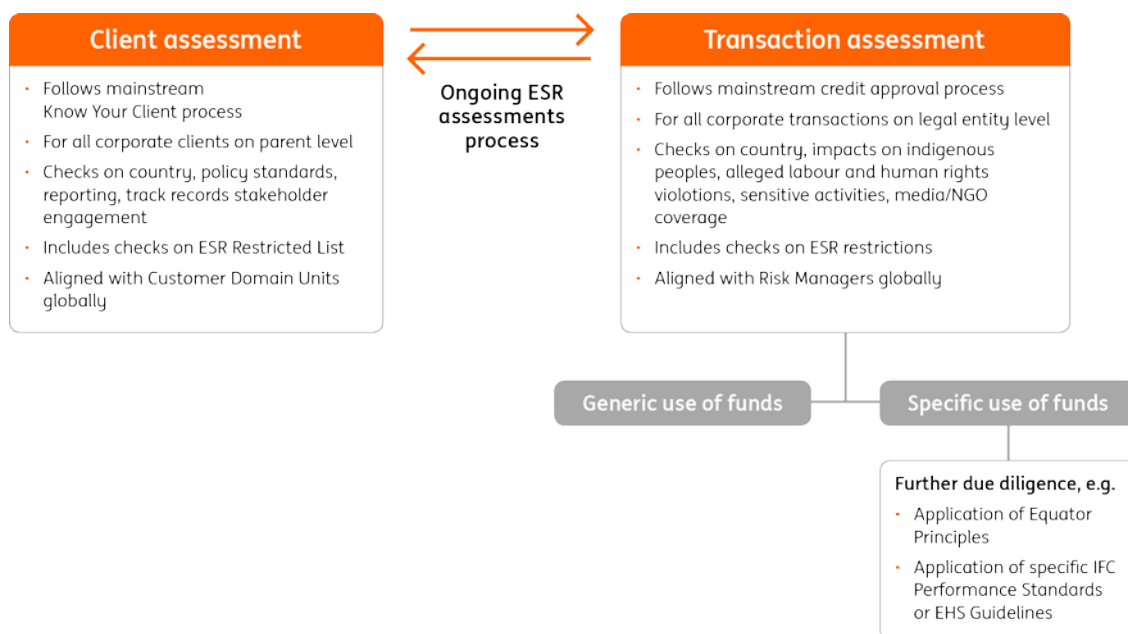 Client assessment
· Follows mainstream
Know Your Client process
· For all corporate clients on parent level
· Checks on country, policy standards,
reporting, track records stakeholder
engagement
· Includes checks on ESR Restricted List
· Aligned with Customer Domain Units
globally
Ongoing ESR
assessments
process
Transaction assessment
· Follows mainstream credit approval process
· For all corporate transactions on legal entity level
· Checks on country, impacts on indigenous
peoples, alleged labour and human rights
violotions, sensitive activities, media/NGO
coverage
· Includes checks on ESR restrictions
· Aligned with Risk Managers globally
Generic use of funds
Specific use of funds
Further due diligence, e.g.
· Application of Equator
Principles
· Application of specific IFC
Performance Standards
or EHS Guidelines